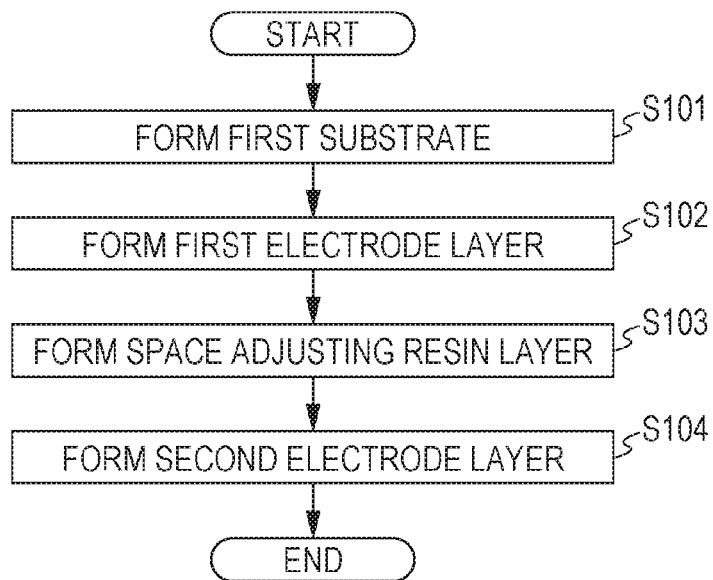 START
FORM FIRST SUBSTRATE
S101
FORM FIRST ELECTRODE LAYER
S102
FORM SPACE ADJUSTING RESIN LAYER
S103
FORM SECOND ELECTRODE LAYER
S104
END